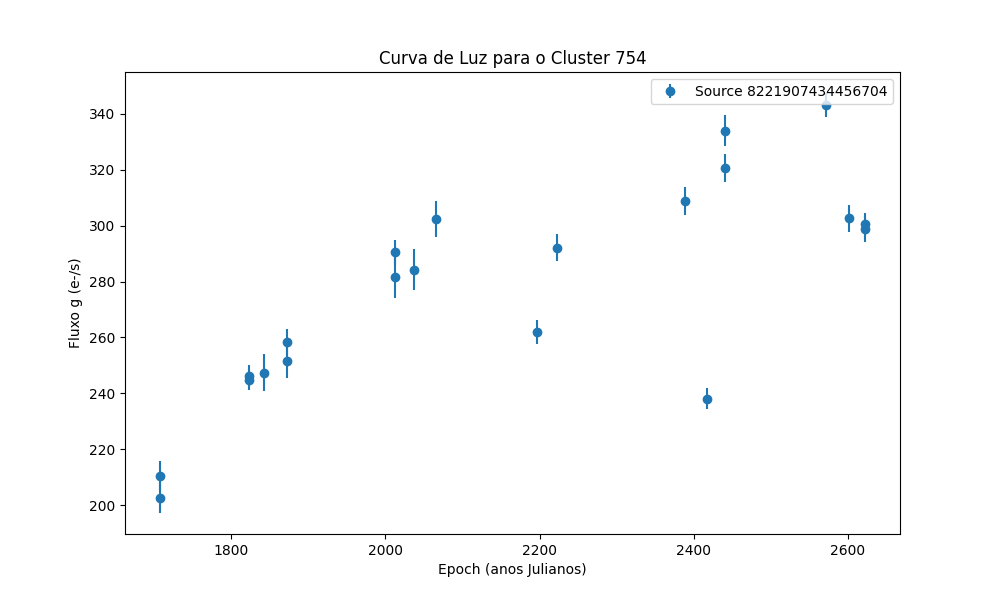 Curva de Luz para o Cluster 754
Source 8221907434456704
340
320
300
280
260
240
220
200
Fluxo g (e-/s)
1800 2000 2200 2400 2600
Epoch (anos Julianos)